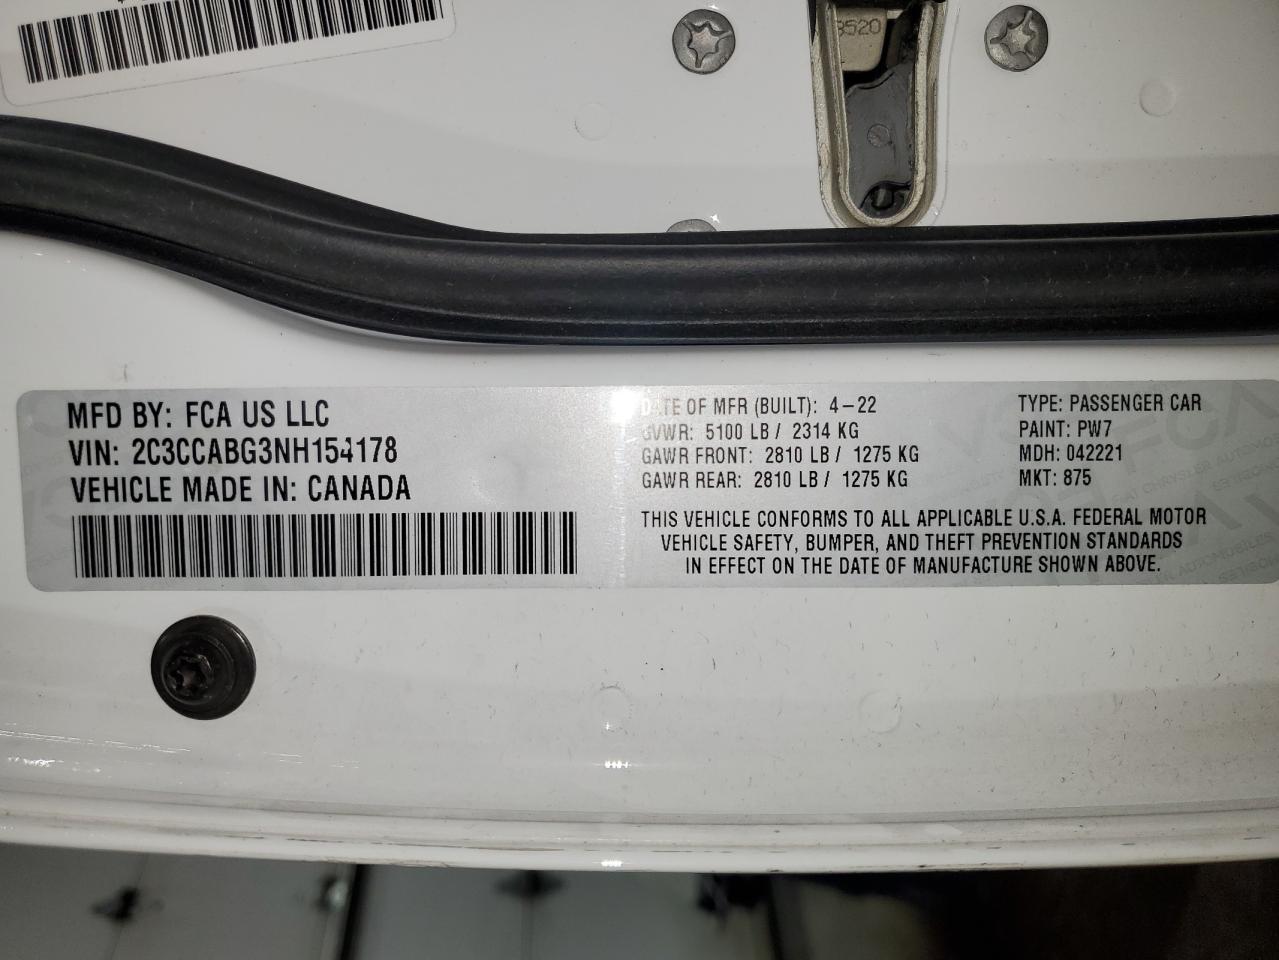 3520
MFD BY: FCA US LLC
VIN: 2C3CCABG3NH154178
VEHICLE MADE IN: CANADA
DATE OF MFR (BUILT): 4-22
GVWR: 5100 LB / 2314 KG
GAWR FRONT: 2810 LB / 1275 KG
GAWR REAR: 2810 LB / 1275 KG
TYPE: PASSENGER CAR
PAINT: PW7
MDH: 042221
MKT: 875
THIS VEHICLE CONFORMS TO ALL APPLICABLE U.S.A. FEDERAL MOTOR
VEHICLE SAFETY, BUMPER, AND THEFT PREVENTION STANDARDS
IN EFFECT ON THE DATE OF MANUFACTURE SHOWN ABOVE.